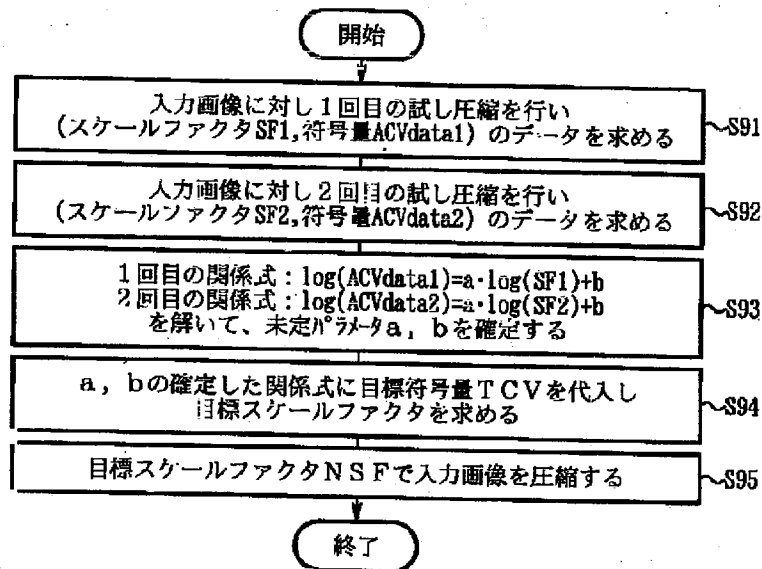 開始
入力画像に対し1回目の試し圧縮を行い
(スケールファクタSF1,符号量ACVdata1)のデータを求める
~S91
入力画像に対し2回目の試し圧縮を行い
(スケールファクタSF2,符号量ACVdata2)のデータを求める
~S92
1回目の関係式:log(ACVdata1)=a・log(SF1)+b
2回目の関係式:log(ACVdata2)=a・log(SF2)+b
を解いて、未定パラメータa,bを確定する
~S93
a,bの確定した関係式に目標符号量TCVを代入し
目標スケールファクタを求める
~S94
目標スケールファクタNSFで入力画像を圧縮する
~S95
終了